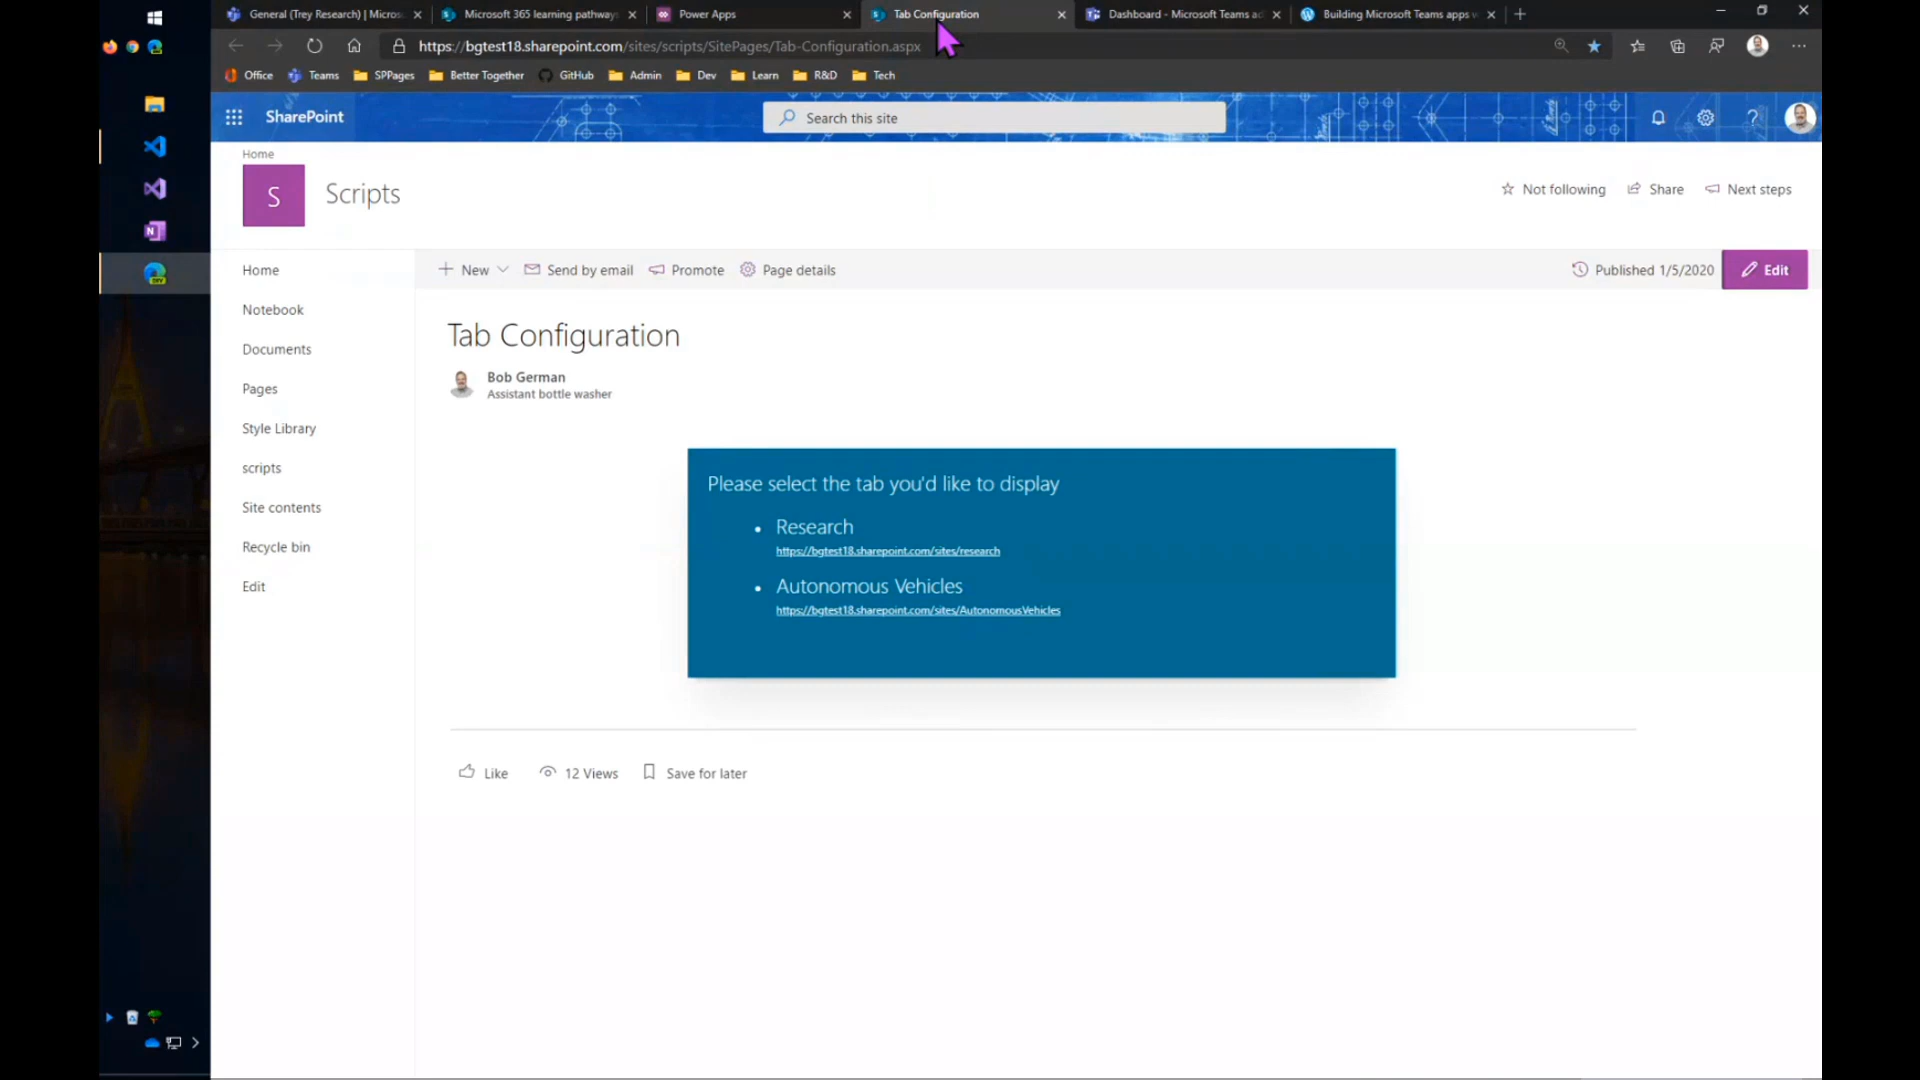 General (Trey Research) | Micros
Microsoft 365 learning pathways
Power Apps
Tab Configuration
Dashboard - Microsoft Teams ad
Building Microsoft Teams apps w
https://bgtest18.sharepoint.com/sites/scripts/SitePages/Tab-Configuration.aspx
Office
Teams
SPPages
Better Together
GitHub
Admin
Dev
Learn
R&D
Tech
SharePoint
Search this site
Home
S
Scripts
Not following
Share
Next steps
Home
Notebook
Documents
Pages
Style Library
scripts
Site contents
Recycle bin
Edit
New
Send by email
Promote
Page details
Published 1/5/2020
Edit
Tab Configuration
Bob German
Assistant bottle washer
Please select the tab you'd like to display
• Research
https://bgtest18.sharepoint.com/sites/research
• Autonomous Vehicles
https://bgtest18.sharepoint.com/sites/AutonomousVehicles
Like
12 Views
Save for later